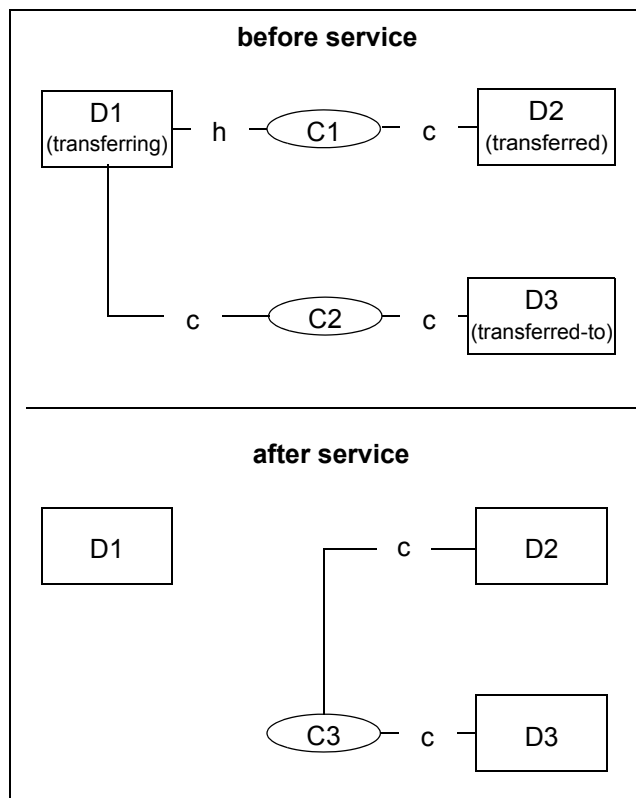 before service
D1
(transferring)
h
C1
c
D2
(transferred)
c
C2
c
D3
(transferred-to)
after service
D1
c
D2
C3
c
D3